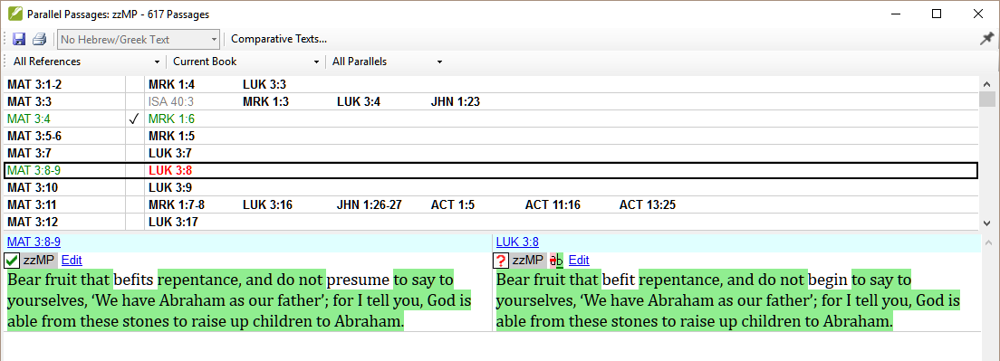 Parallel Passages: zzMP - 617 Passages
No Hebrew/Greek Text Comparative Texts...
All References Current Book All Parallels
MAT 3:1-2 MRK 1:4 LUK 3:3
MAT 3:3 ISA 40:3 MRK 1:3 LUK 3:4 JHN 1:23
MAT 3:4 ✓ MRK 1:6
MAT 3:5-6 MRK 1:5
MAT 3:7 LUK 3:7
MAT 3:8-9 LUK 3:8
MAT 3:10 LUK 3:9
MAT 3:11 MRK 1:7-8 LUK 3:16 JHN 1:26-27 ACT 1:5 ACT 11:16 ACT 13:25
MAT 3:12 LUK 3:17
MAT 3:8-9
zzMP Edit
Bear fruit that befits repentance, and do not presume to say to
yourselves, ‘We have Abraham as our father’; for I tell you, God is
able from these stones to raise up children to Abraham.
LUK 3:8
? zzMP ab Edit
Bear fruit that befit repentance, and do not begin to say to
yourselves, ‘We have Abraham as our father’; for I tell you, God is
able from these stones to raise up children to Abraham.